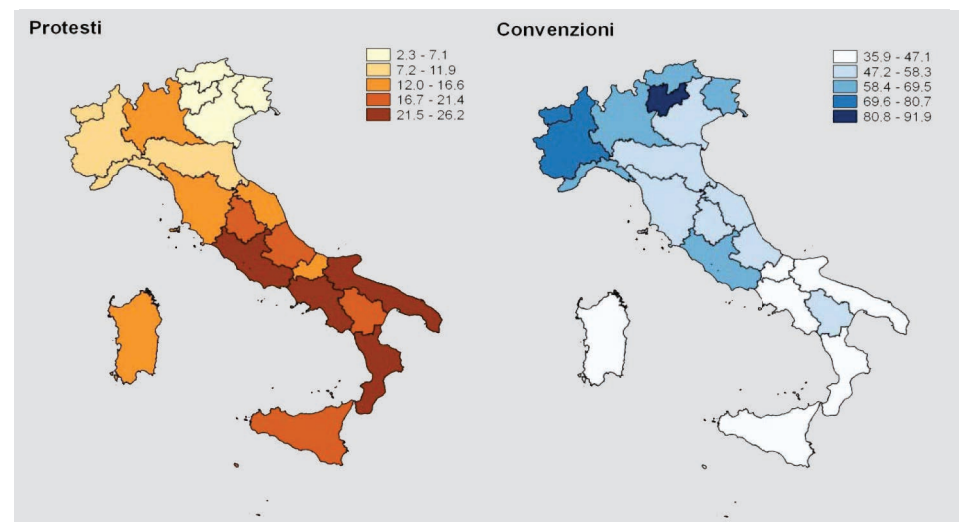 Protesti
2.3 - 7.1
7.2 - 11.9
12.0 - 16.6
16.7 - 21.4
21.5 - 26.2
Convenzioni
35.9 - 47.1
47.2 - 58.3
58.4 - 69.5
69.6 - 80.7
80.8 - 91.9